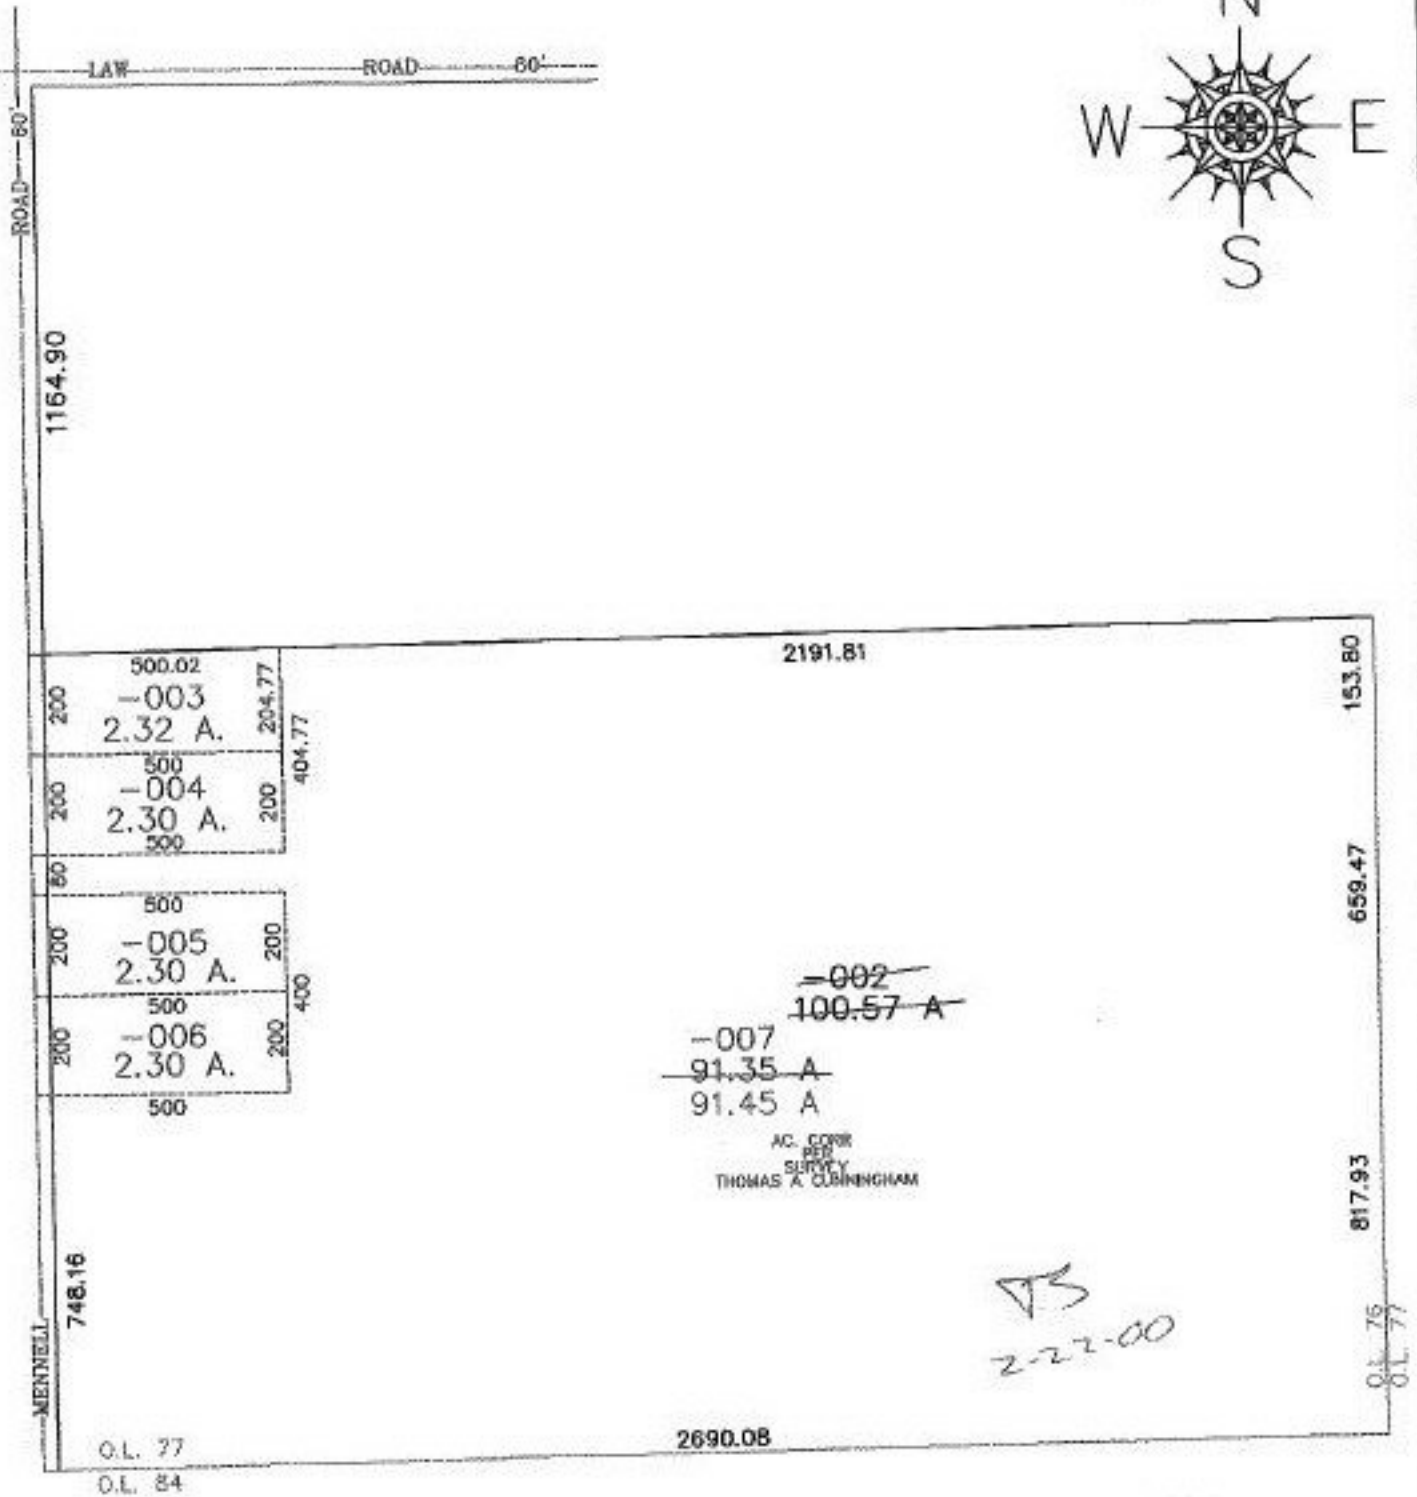 N
W E
S
LAW ROAD 60'
ROAD 60'
1164.90
2191.81
153.80
500.02
-003
2.32 A.
200
204.77
404.77
500
-004
2.30 A.
200
200
500
60
500
-005
2.30 A.
200
200
400
500
-006
2.30 A.
200
200
500
659.47
-002
100.57 A
-007
91.35 A
91.45 A
AC. CORR
PER
SURVEY
THOMAS A CUNNINGHAM
817.93
748.16
2-22-00
O.L. 76
O.L. 77
MENNELL
2690.08
O.L. 77
O.L. 84